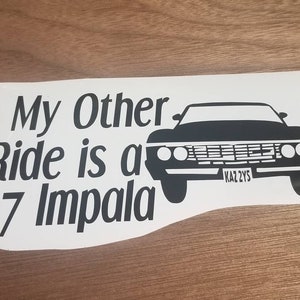 My Other
Ride is a
7 Impala
KAZ 2Y5